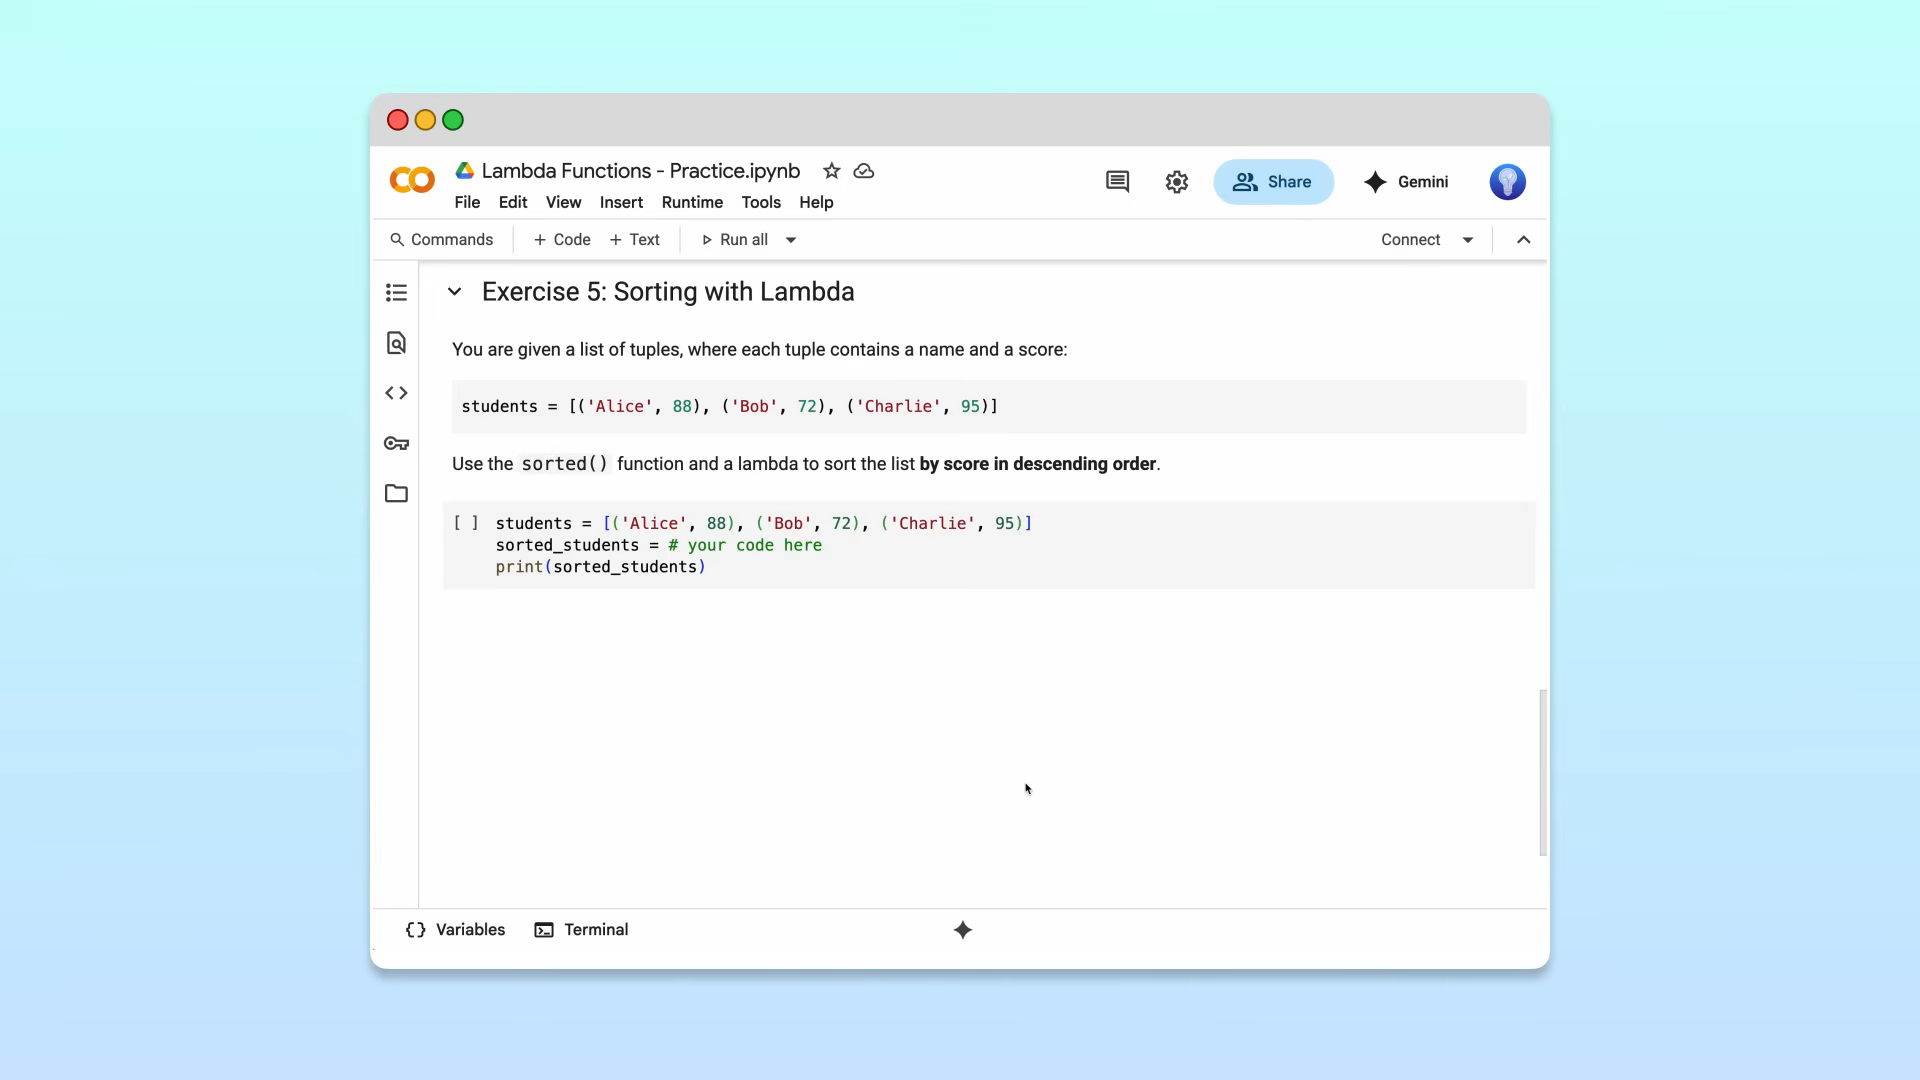 CO
Lambda Functions - Practice.ipynb
File Edit View Insert Runtime Tools Help
Share
Gemini
Commands + Code + Text Run all
Connect
Exercise 5: Sorting with Lambda
You are given a list of tuples, where each tuple contains a name and a score:
students = [('Alice', 88), ('Bob', 72), ('Charlie', 95)]
Use the sorted() function and a lambda to sort the list by score in descending order.
[ ] students = [('Alice', 88), ('Bob', 72), ('Charlie', 95)]
sorted_students = # your code here
print(sorted_students)
{} Variables Terminal